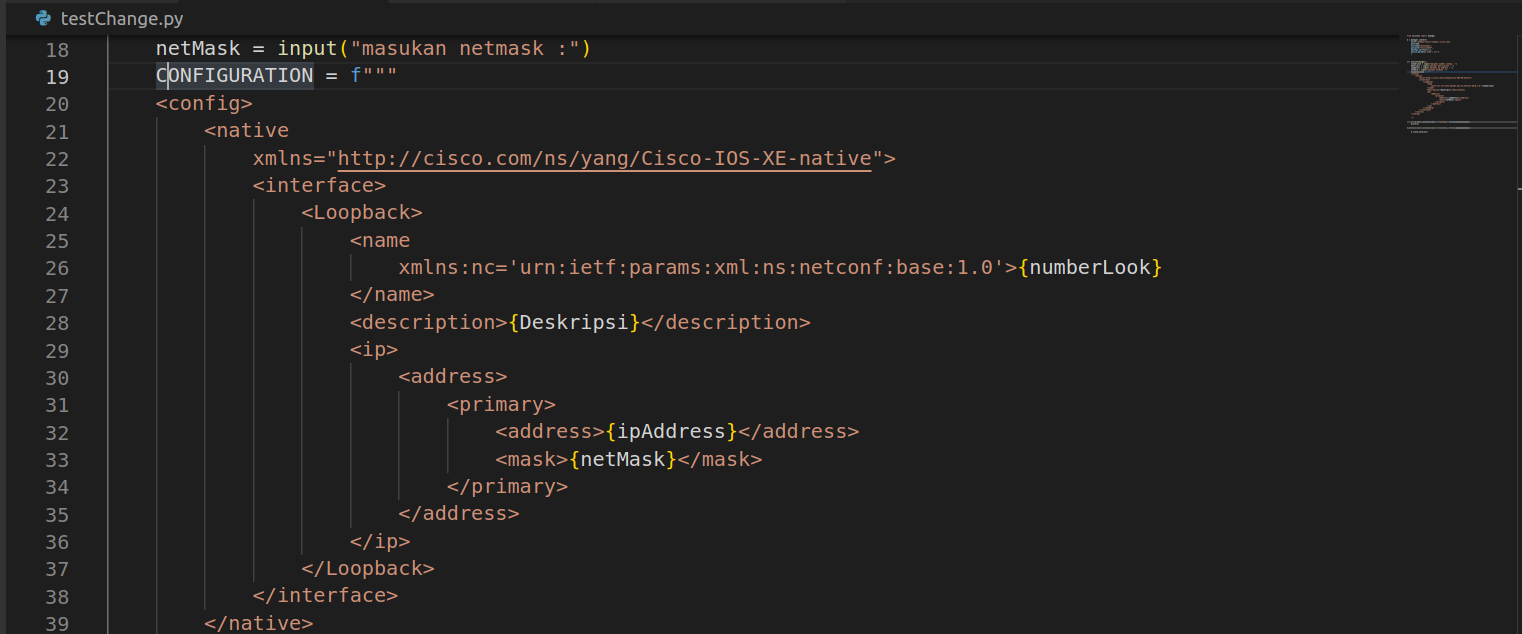 testChange.py
18 netMask = input("masukan netmask :")
19 CONFIGURATION = f"""
20 <config>
21 <native
22 xmlns="http://cisco.com/ns/yang/Cisco-IOS-XE-native">
23 <interface>
24 <Loopback>
25 <name
26 xmlns:nc='urn:ietf:params:xml:ns:netconf:base:1.0'>{numberLook}
27 </name>
28 <description>{Deskripsi}</description>
29 <ip>
30 <address>
31 <primary>
32 <address>{ipAddress}</address>
33 <mask>{netMask}</mask>
34 </primary>
35 </address>
36 </ip>
37 </Loopback>
38 </interface>
39 </native>